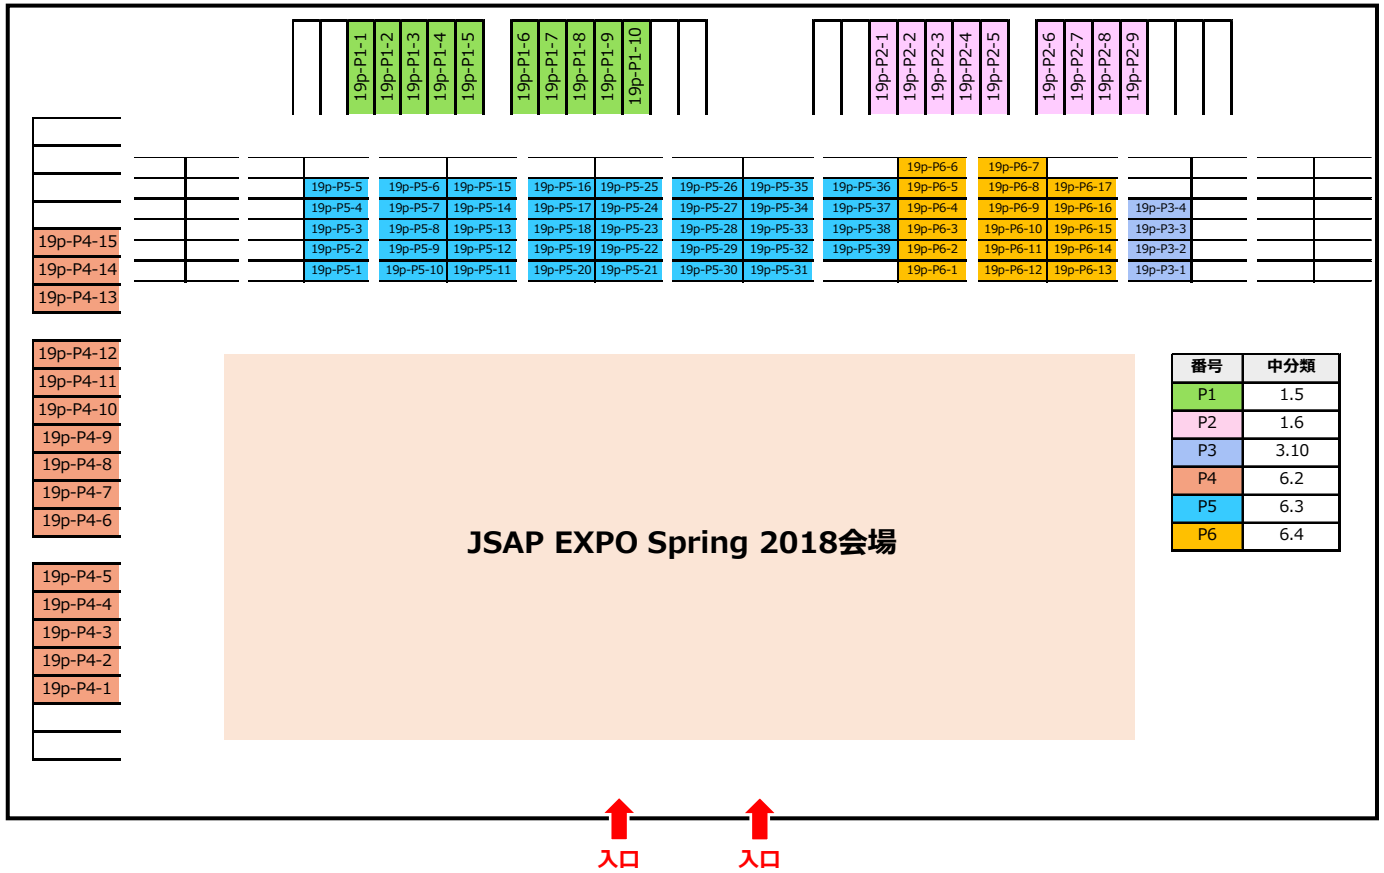 19p-P1-1 19p-P1-2 19p-P1-3 19p-P1-4 19p-P1-5 19p-P1-6 19p-P1-7 19p-P1-8 19p-P1-9 19p-P1-10 19p-P2-1 19p-P2-2 19p-P2-3 19p-P2-4 19p-P2-5 19p-P2-6 19p-P2-7 19p-P2-8 19p-P2-9
19p-P6-6 19p-P6-7
19p-P5-5 19p-P5-6 19p-P5-15 19p-P5-16 19p-P5-25 19p-P5-26 19p-P5-35 19p-P5-36 19p-P6-5 19p-P6-8 19p-P6-17
19p-P5-4 19p-P5-7 19p-P5-14 19p-P5-17 19p-P5-24 19p-P5-27 19p-P5-34 19p-P5-37 19p-P6-4 19p-P6-9 19p-P6-16 19p-P3-4
19p-P5-3 19p-P5-8 19p-P5-13 19p-P5-18 19p-P5-23 19p-P5-28 19p-P5-33 19p-P5-38 19p-P6-3 19p-P6-10 19p-P6-15 19p-P3-3
19p-P5-2 19p-P5-9 19p-P5-12 19p-P5-19 19p-P5-22 19p-P5-29 19p-P5-32 19p-P5-39 19p-P6-2 19p-P6-11 19p-P6-14 19p-P3-2
19p-P5-1 19p-P5-10 19p-P5-11 19p-P5-20 19p-P5-21 19p-P5-30 19p-P5-31 19p-P6-1 19p-P6-12 19p-P6-13 19p-P3-1
19p-P4-15
19p-P4-14
19p-P4-13
19p-P4-12
19p-P4-11
19p-P4-10
19p-P4-9
19p-P4-8
19p-P4-7
19p-P4-6
19p-P4-5
19p-P4-4
19p-P4-3
19p-P4-2
19p-P4-1
JSAP EXPO Spring 2018会場
番号 中分類
P1 1.5
P2 1.6
P3 3.10
P4 6.2
P5 6.3
P6 6.4
入口 入口